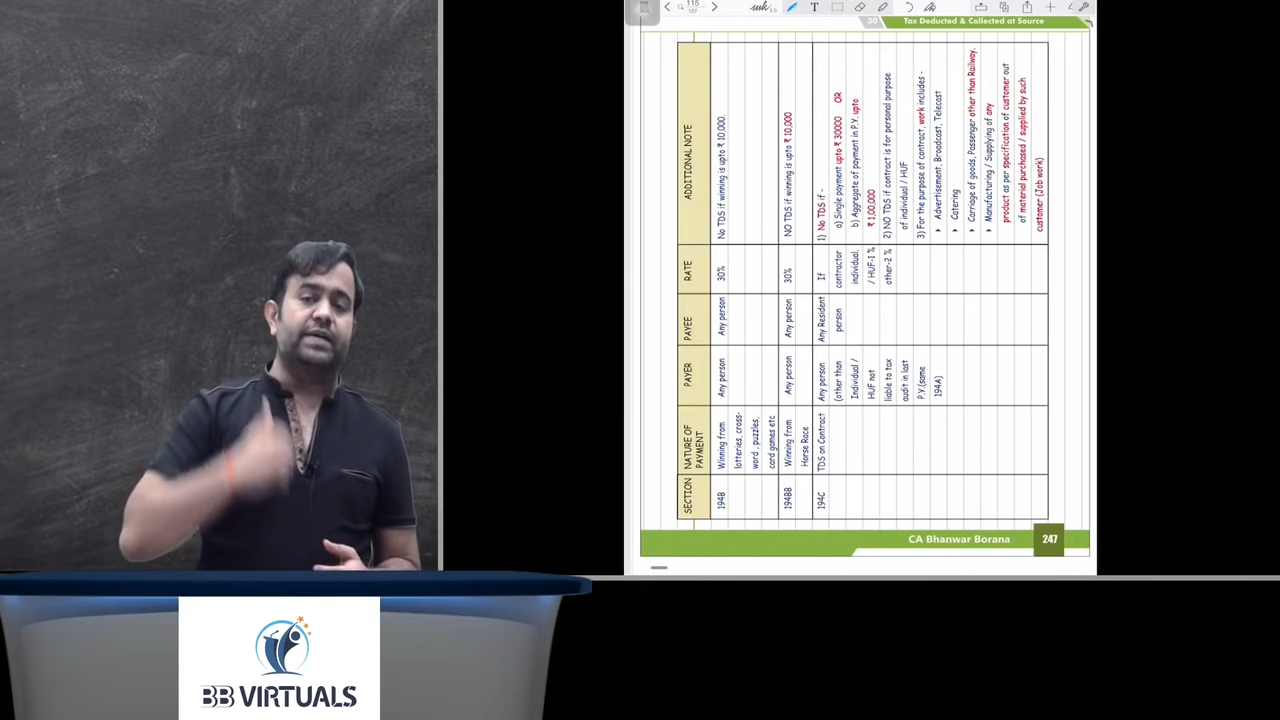 115
127
2.5
T
30
Tax Deducted & Collected at Source
SECTION
NATURE OF
PAYMENT
PAYER
PAYEE
RATE
ADDITIONAL NOTE
194B
Winning from
lotteries, cross-
word , puzzles,
card games etc
Any person
Any person
30%
No TDS if winning is upto ₹ 10,000.
194BB
Winning from
Horse Race
Any person
Any person
30%
NO TDS if winning is upto ₹ 10,000
194C
TDS on Contract
Any person
(other than
Individual /
HUF not
liable to tax
audit in last
P.Y.(same
194A)
Any Resident
person
If
contractor
individual.
/ HUF-1 %
other-2 %
1) No TDS if -
a) Single payment upto ₹ 30000 OR
b) Aggregate of payment in P.Y. upto
₹ 1,00,000
2) NO TDS if contract is for personal purpose
of individual / HUF
3) For the purpose of contract, work includes -
Advertisement, Broadcast, Telecast
Catering
Carriage of goods, Passenger other than Railway.
Manufacturing / Supplying of any
product as per specification of customer out
of material purchased / supplied by such
customer (Job work)
CA Bhanwar Borana
247
BB VIRTUALS